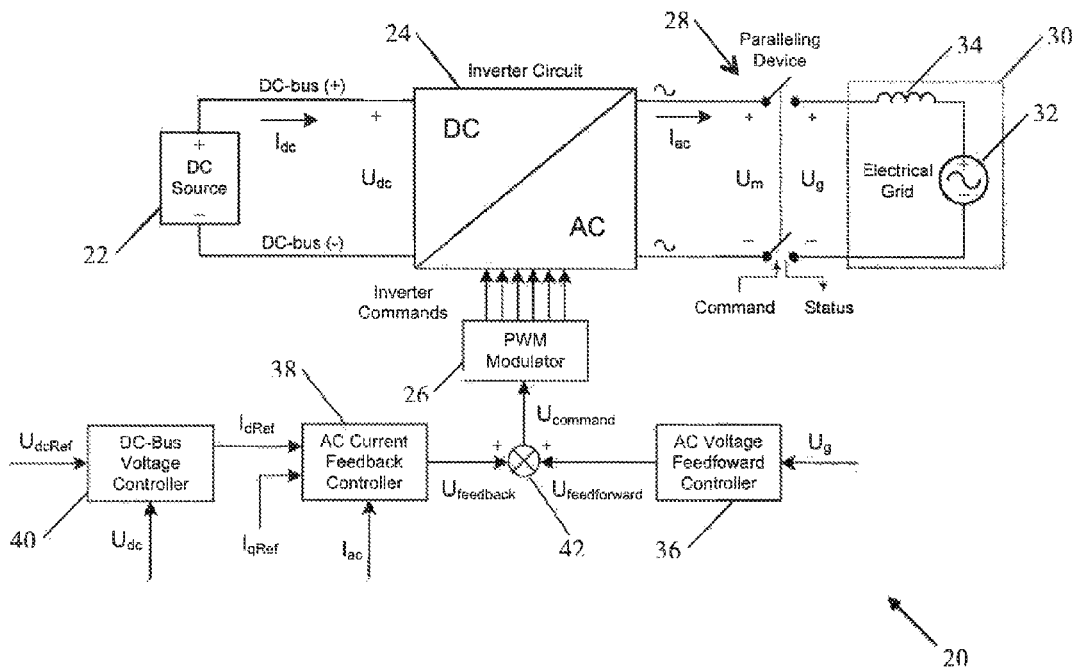 24
Inverter Circuit
28
Paralleling
Device
34
30
DC-bus (+)
Idc
+
Udc
DC
AC
Iac
+
+
Um
Ug
32
+
DC
Source
−
Electrical
Grid
+
−
22
DC-bus (-)
−
−
Inverter
Commands
Command
Status
PWM
Modulator
38
26
Ucommand
UdcRef
DC-Bus
Voltage
Controller
IdRef
AC Current
Feedback
Controller
+
+
AC Voltage
Feedfoward
Controller
Ug
Ufeedback
Ufeedforward
40
Udc
IqRef
Iac
42
36
20